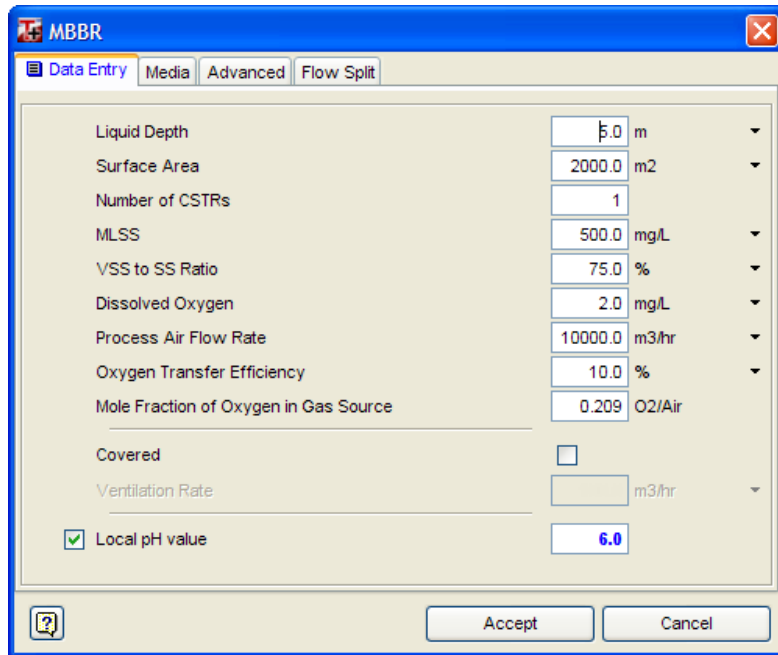 MBBR
Data Entry Media Advanced Flow Split
Liquid Depth 5.0 m
Surface Area 2000.0 m2
Number of CSTRs 1
MLSS 500.0 mg/L
VSS to SS Ratio 75.0 %
Dissolved Oxygen 2.0 mg/L
Process Air Flow Rate 10000.0 m3/hr
Oxygen Transfer Efficiency 10.0 %
Mole Fraction of Oxygen in Gas Source 0.209 O2/Air
Covered
Ventilation Rate m3/hr
Local pH value 6.0
Accept Cancel